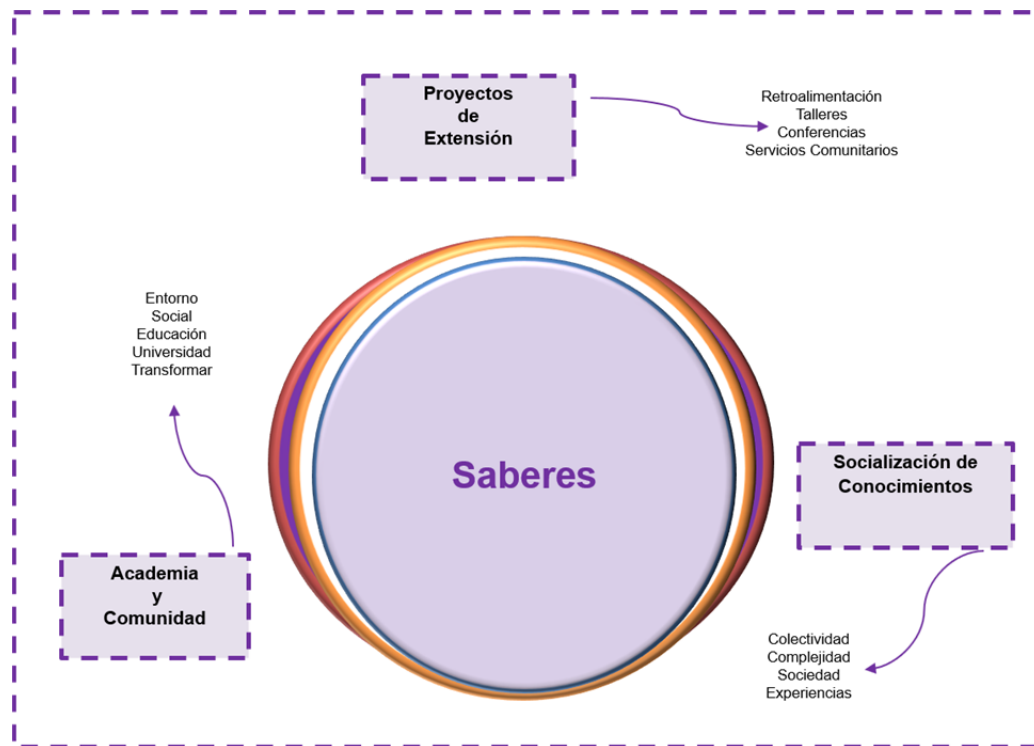 Proyectos
de
Extensión
Retroalimentación
Talleres
Conferencias
Servicios Comunitarios
Entorno
Social
Educación
Universidad
Transformar
Saberes
Socialización de
Conocimientos
Academia
y
Comunidad
Colectividad
Complejidad
Sociedad
Experiencias